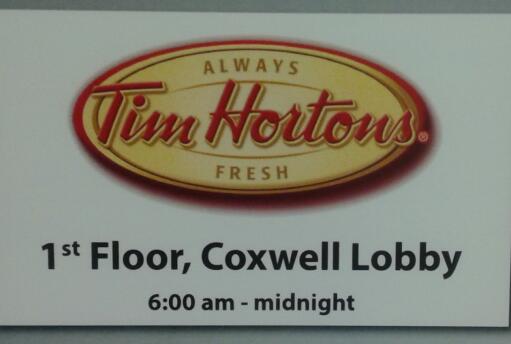 ALWAYS
Tim Hortons®
FRESH
1st Floor, Coxwell Lobby
6:00 am - midnight